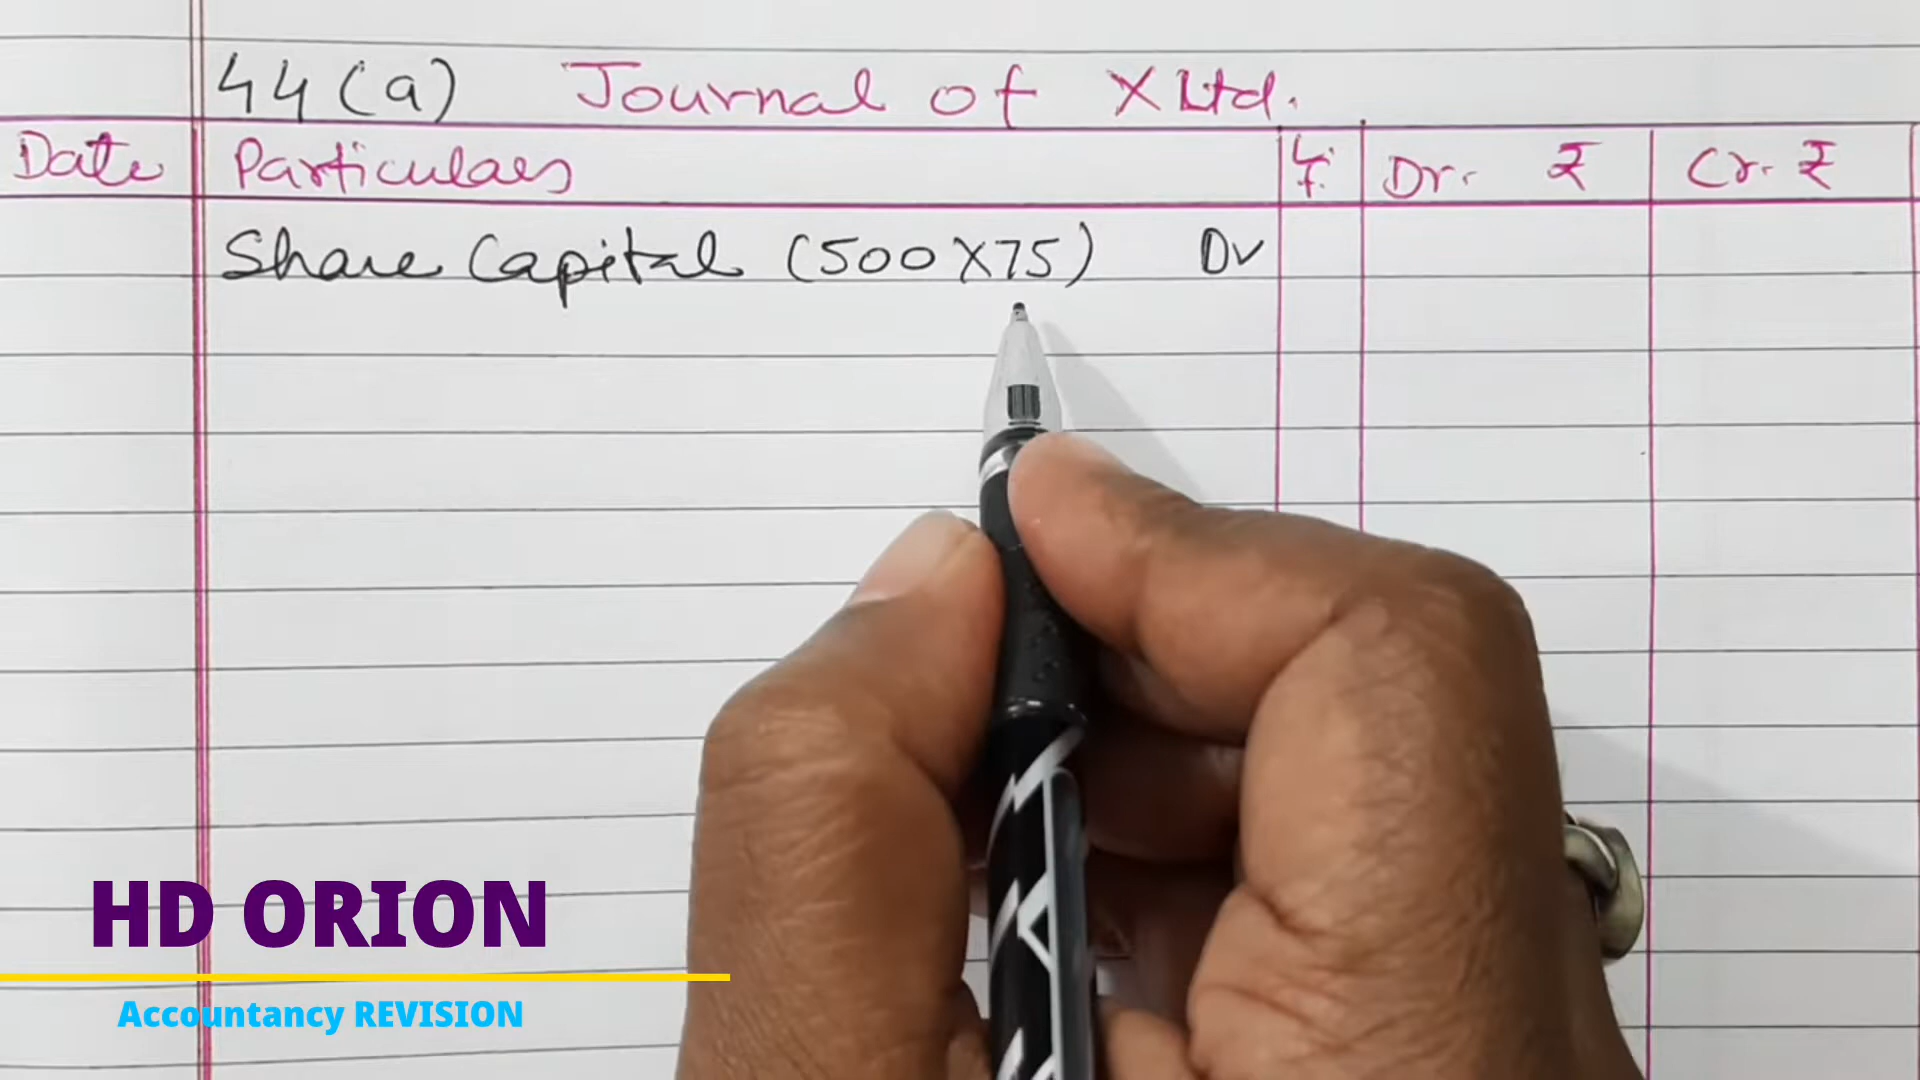 44(a) Journal of X Ltd.
Date Particulars L.f. Dr. ₹ Cr. ₹
Share Capital (500X75) Dr
HD ORION
Accountancy REVISION